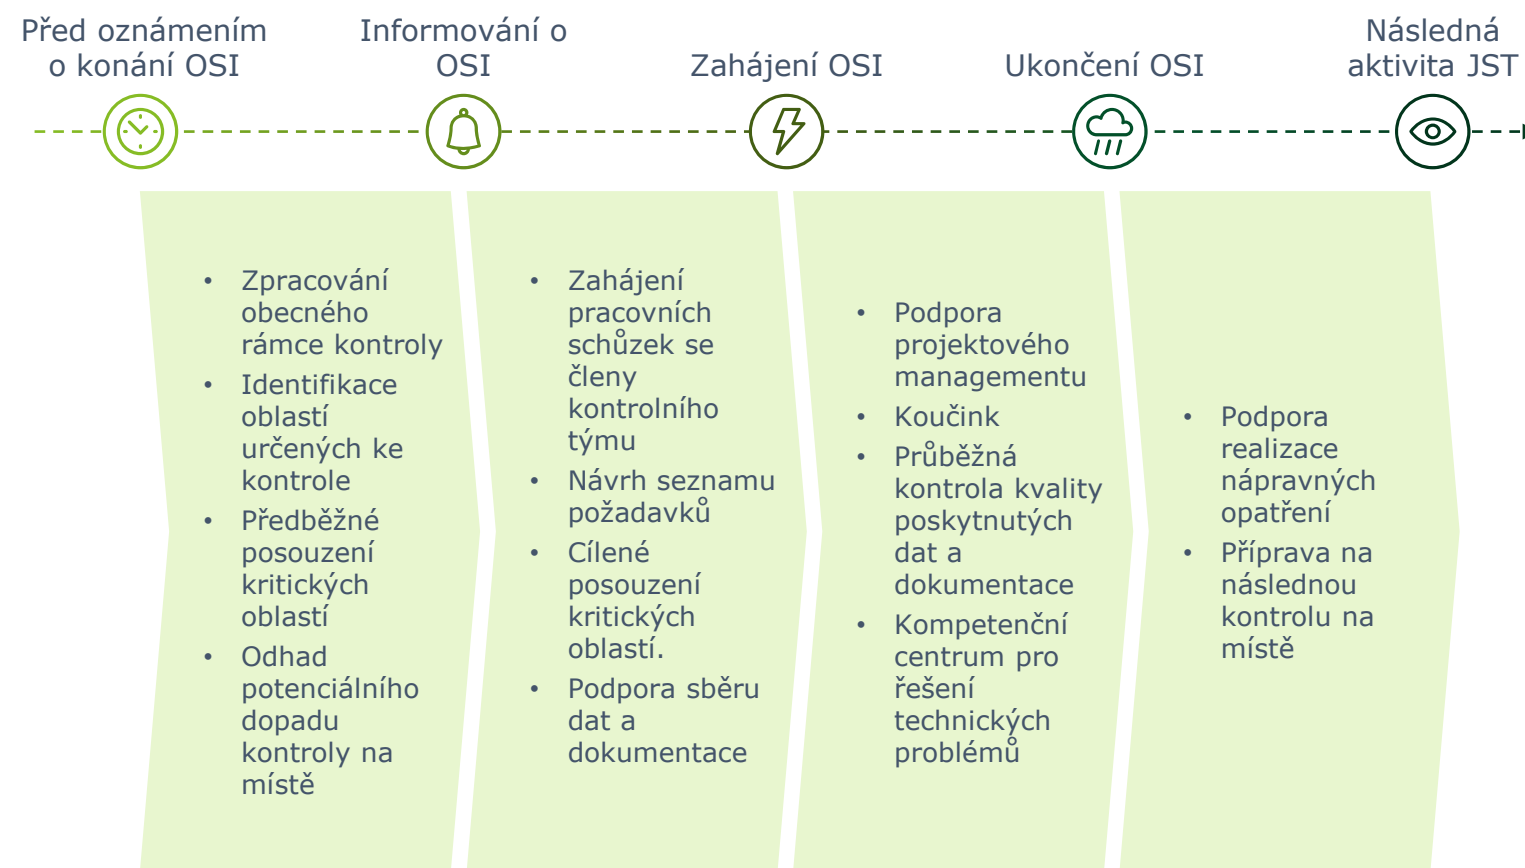 Před oznámením
o konání OSI
Informování o
OSI
Zahájení OSI
Ukončení OSI
Následná
aktivita JST
• Zpracování
obecného
rámce kontroly
• Identifikace
oblastí
určených ke
kontrole
• Předběžné
posouzení
kritických
oblastí
• Odhad
potenciálního
dopadu
kontroly na
místě
• Zahájení
pracovních
schůzek se
členy
kontrolního
týmu
• Návrh seznamu
požadavků
• Cílené
posouzení
kritických
oblastí.
• Podpora sběru
dat a
dokumentace
• Podpora
projektového
managementu
• Koučink
• Průběžná
kontrola kvality
poskytnutých
dat a
dokumentace
• Kompetenční
centrum pro
řešení
technických
problémů
• Podpora
realizace
nápravných
opatření
• Příprava na
následnou
kontrolu na
místě